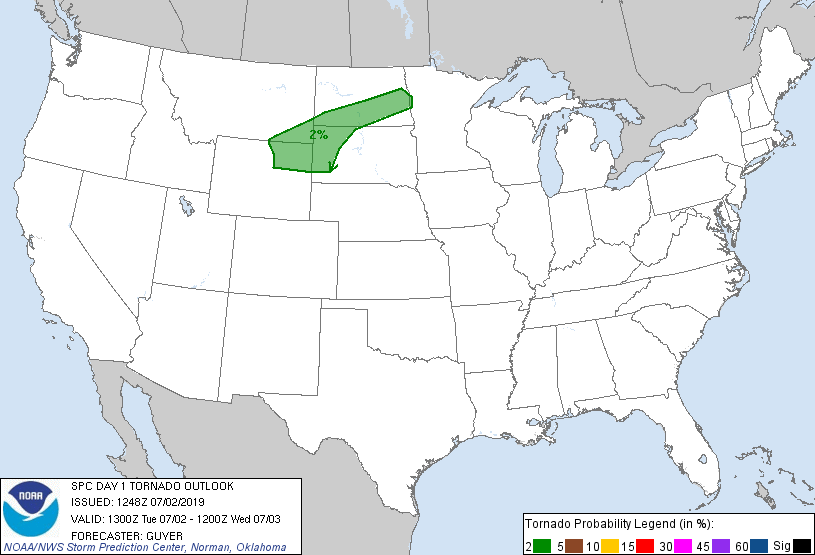 2%
SPC DAY 1 TORNADO OUTLOOK
ISSUED: 1248Z 07/02/2019
VALID: 1300Z Tue 07/02 - 1200Z Wed 07/03
FORECASTER: GUYER
NOAA/NWS Storm Prediction Center, Norman, Oklahoma
NOAA
Tornado Probability Legend (in %):
2 5 10 15 30 45 60 Sig